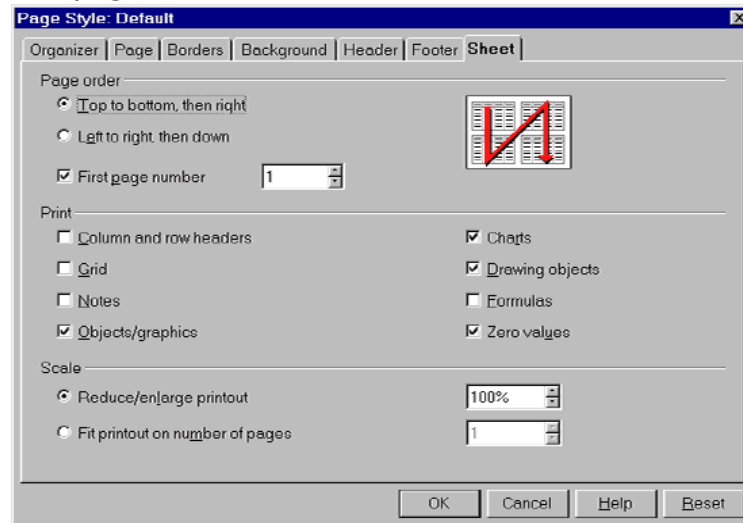 Page Style: Default
Organizer Page Borders Background Header Footer Sheet
Page order
Top to bottom, then right
Left to right, then down
First page number 1
Print
Column and row headers Charts
Grid Drawing objects
Notes Formulas
Objects/graphics Zero values
Scale
Reduce/enlarge printout 100%
Fit printout on number of pages 1
OK Cancel Help Reset